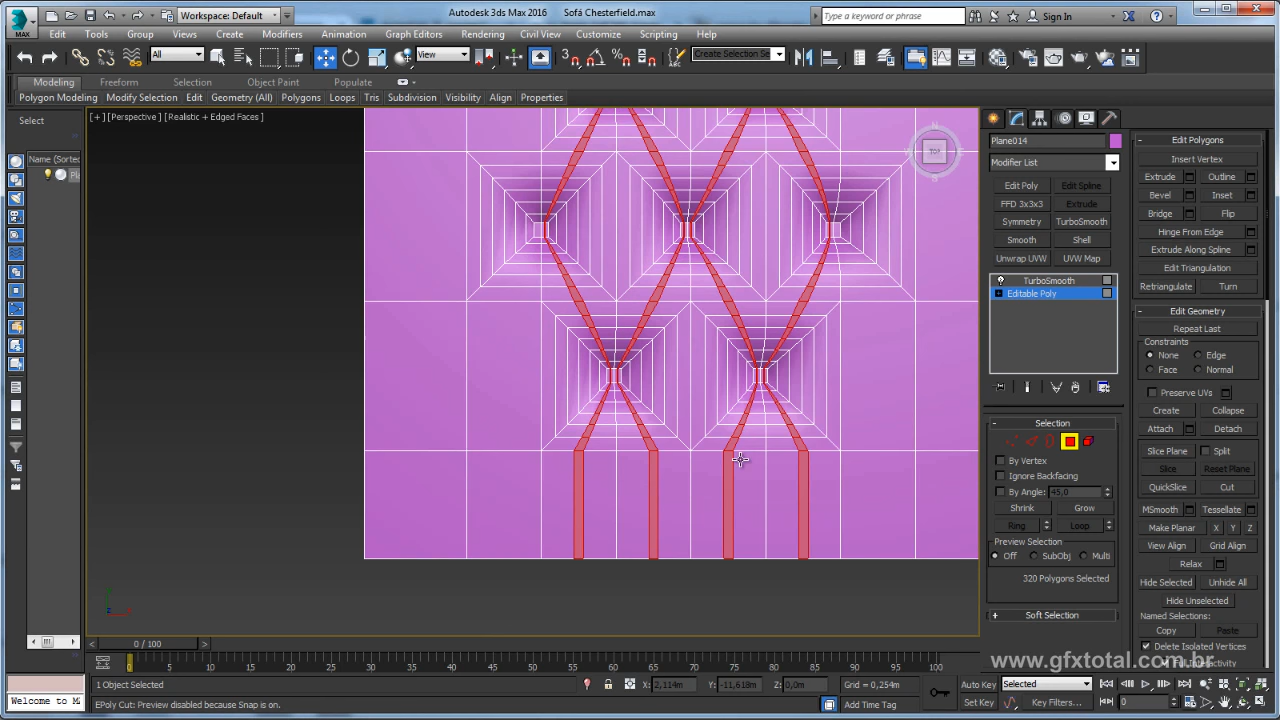 Workspace: Default
Autodesk 3ds Max 2016
Sofá Chesterfield.max
Type a keyword or phrase
Sign In
MAX
Edit Tools Group Views Create Modifiers Animation Graph Editors Rendering Civil View Customize Scripting Help
All
View
Create Selection Se
Modeling Freeform Selection Object Paint Populate
Polygon Modeling Modify Selection Edit Geometry (All) Polygons Loops Tris Subdivision Visibility Align Properties
Select
Name (Sorted
[ + ] [Perspective ] [Realistic + Edged Faces ]
TOP
Plane014
Modifier List
Edit Poly Edit Spline
FFD 3x3x3 Extrude
Symmetry TurboSmooth
Smooth Shell
Unwrap UVW UVW Map
TurboSmooth
Editable Poly
Selection
By Vertex
Ignore Backfacing
By Angle: 45,0
Shrink Grow
Ring Loop
Preview Selection
Off SubObj Multi
320 Polygons Selected
Soft Selection
Edit Polygons
Insert Vertex
Extrude Outline
Bevel Inset
Bridge Flip
Hinge From Edge
Extrude Along Spline
Edit Triangulation
Retriangulate Turn
Edit Geometry
Repeat Last
Constraints
None Edge
Face Normal
Preserve UVs
Create Collapse
Attach Detach
Slice Plane Split
Slice Reset Plane
QuickSlice Cut
MSmooth Tessellate
Make Planar X Y Z
View Align Grid Align
Relax
Hide Selected Unhide All
Hide Unselected
Named Selections:
Copy Paste
Delete Isolated Vertices
Full Interactivity
www.gfxtotal.com.br
0 / 100
0 5 10 15 20 25 30 35 40 45 50 55 60 65 70 75 80 85 90 95 100
1 Object Selected
X: 2,114m Y: -11,618m Z: 0,0m Grid = 0,254m
Auto Key Selected
Welcome to M
EPoly Cut: Preview disabled because Snap is on.
Add Time Tag
Set Key Key Filters...
0